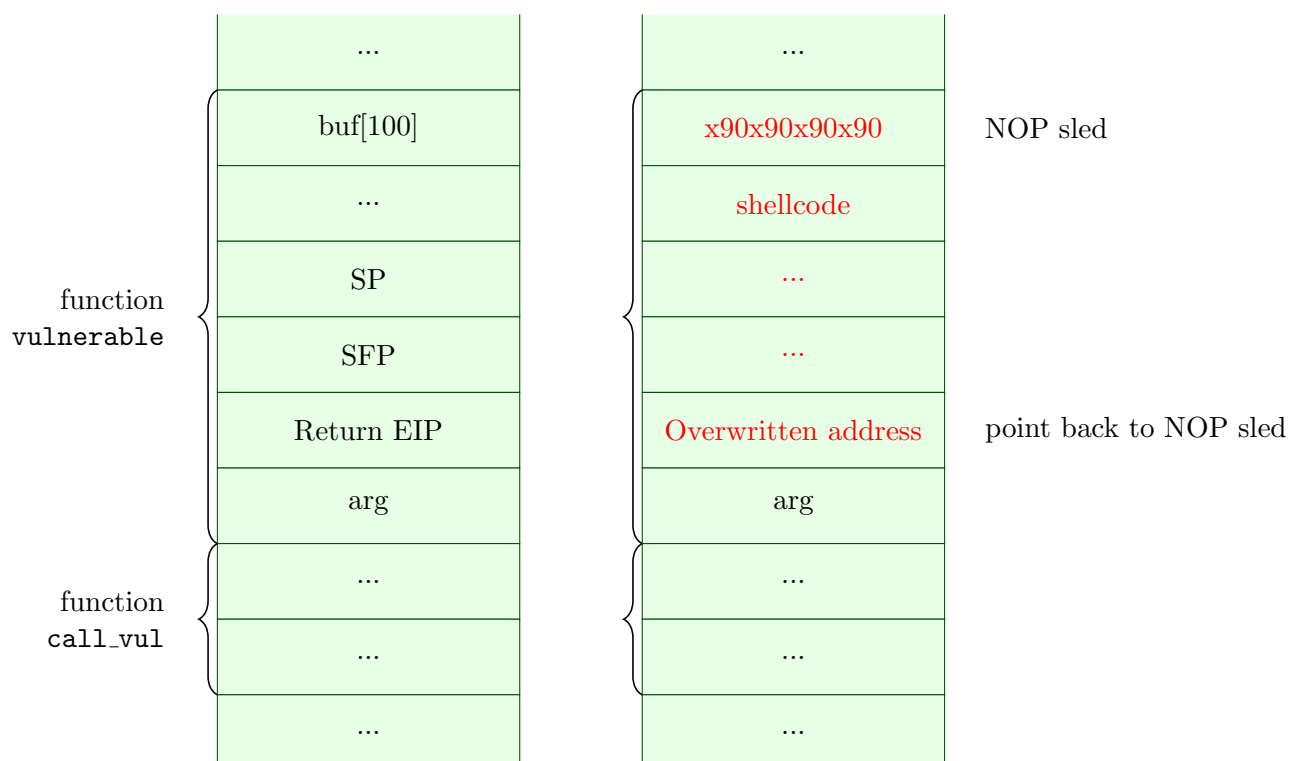 ...
...
buf[100]
x90x90x90x90
NOP sled
...
shellcode
SP
...
function
vulnerable
SFP
...
Return EIP
Overwritten address
point back to NOP sled
arg
arg
...
...
function
call_vul
...
...
...
...